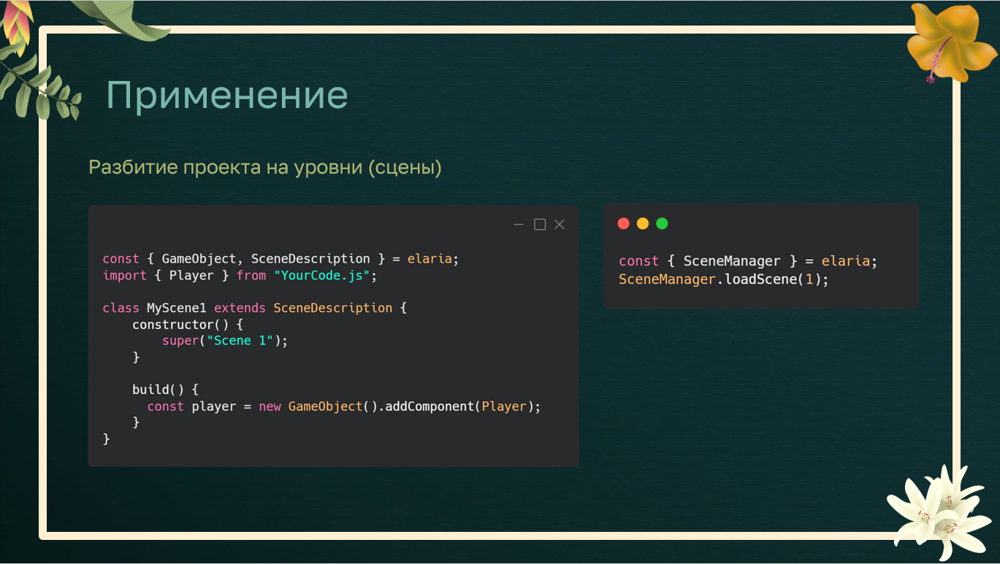 Применение
Разбитие проекта на уровни (сцены)
const { GameObject, SceneDescription } = elaria;
import { Player } from "YourCode.js";
class MyScene1 extends SceneDescription {
    constructor() {
        super("Scene 1");
    }
    build() {
      const player = new GameObject().addComponent(Player);
    }
}
const { SceneManager } = elaria;
SceneManager.loadScene(1);